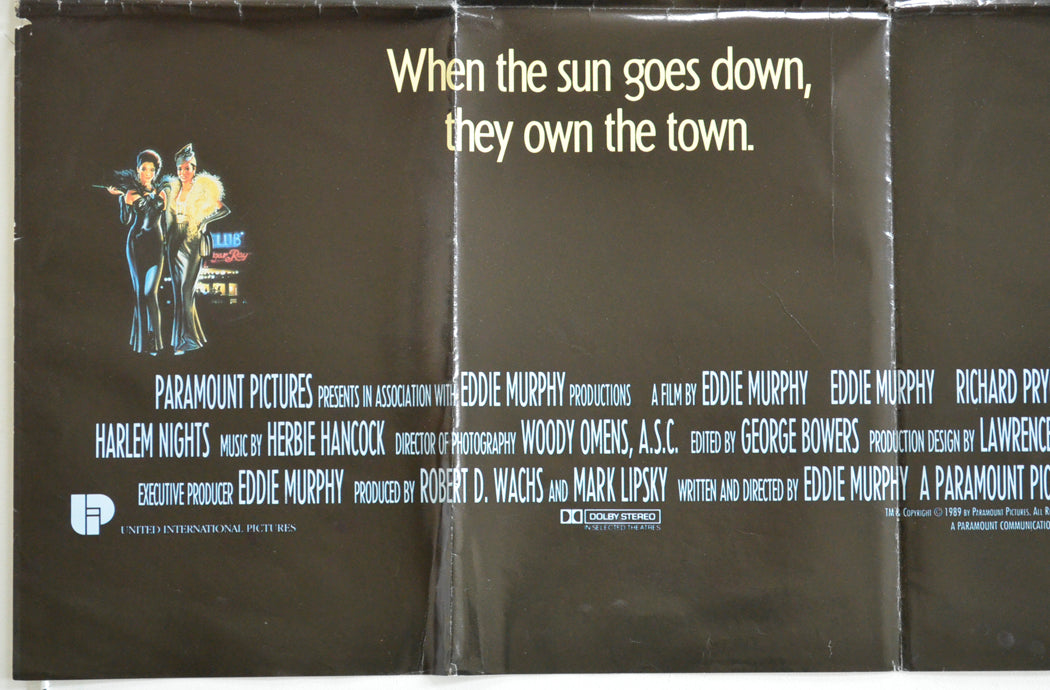 When the sun goes down,
they own the town.
CLUB
Sugar Ray
PARAMOUNT PICTURES PRESENTS IN ASSOCIATION WITH EDDIE MURPHY PRODUCTIONS A FILM BY EDDIE MURPHY EDDIE MURPHY RICHARD PRY
HARLEM NIGHTS MUSIC BY HERBIE HANCOCK DIRECTOR OF PHOTOGRAPHY WOODY OMENS, A.S.C. EDITED BY GEORGE BOWERS PRODUCTION DESIGN BY LAWRENCE
EXECUTIVE PRODUCER EDDIE MURPHY PRODUCED BY ROBERT D. WACHS AND MARK LIPSKY WRITTEN AND DIRECTED BY EDDIE MURPHY A PARAMOUNT PIC
UIP UNITED INTERNATIONAL PICTURES
DOLBY STEREO
IN SELECTED THEATRES
TM & COPYRIGHT © 1989 BY PARAMOUNT PICTURES. ALL R
A PARAMOUNT COMMUNICATIO